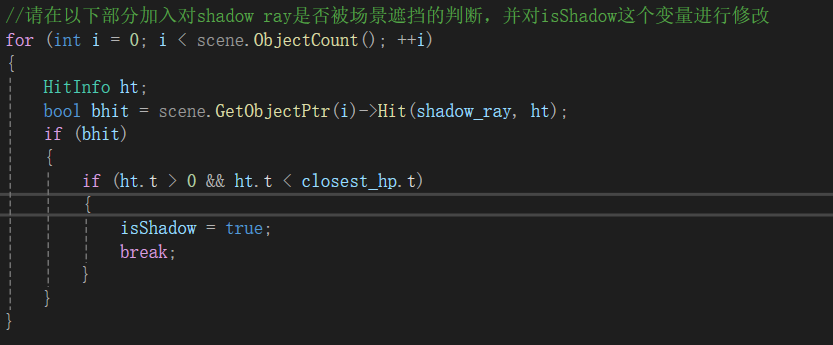 //请在以下部分加入对shadow ray是否被场景遮挡的判断，并对isShadow这个变量进行修改
for (int i = 0; i < scene.ObjectCount(); ++i)
{
    HitInfo ht;
    bool bhit = scene.GetObjectPtr(i)->Hit(shadow_ray, ht);
    if (bhit)
    {
        if (ht.t > 0 && ht.t < closest_hp.t)
        {
            isShadow = true;
            break;
        }
    }
}